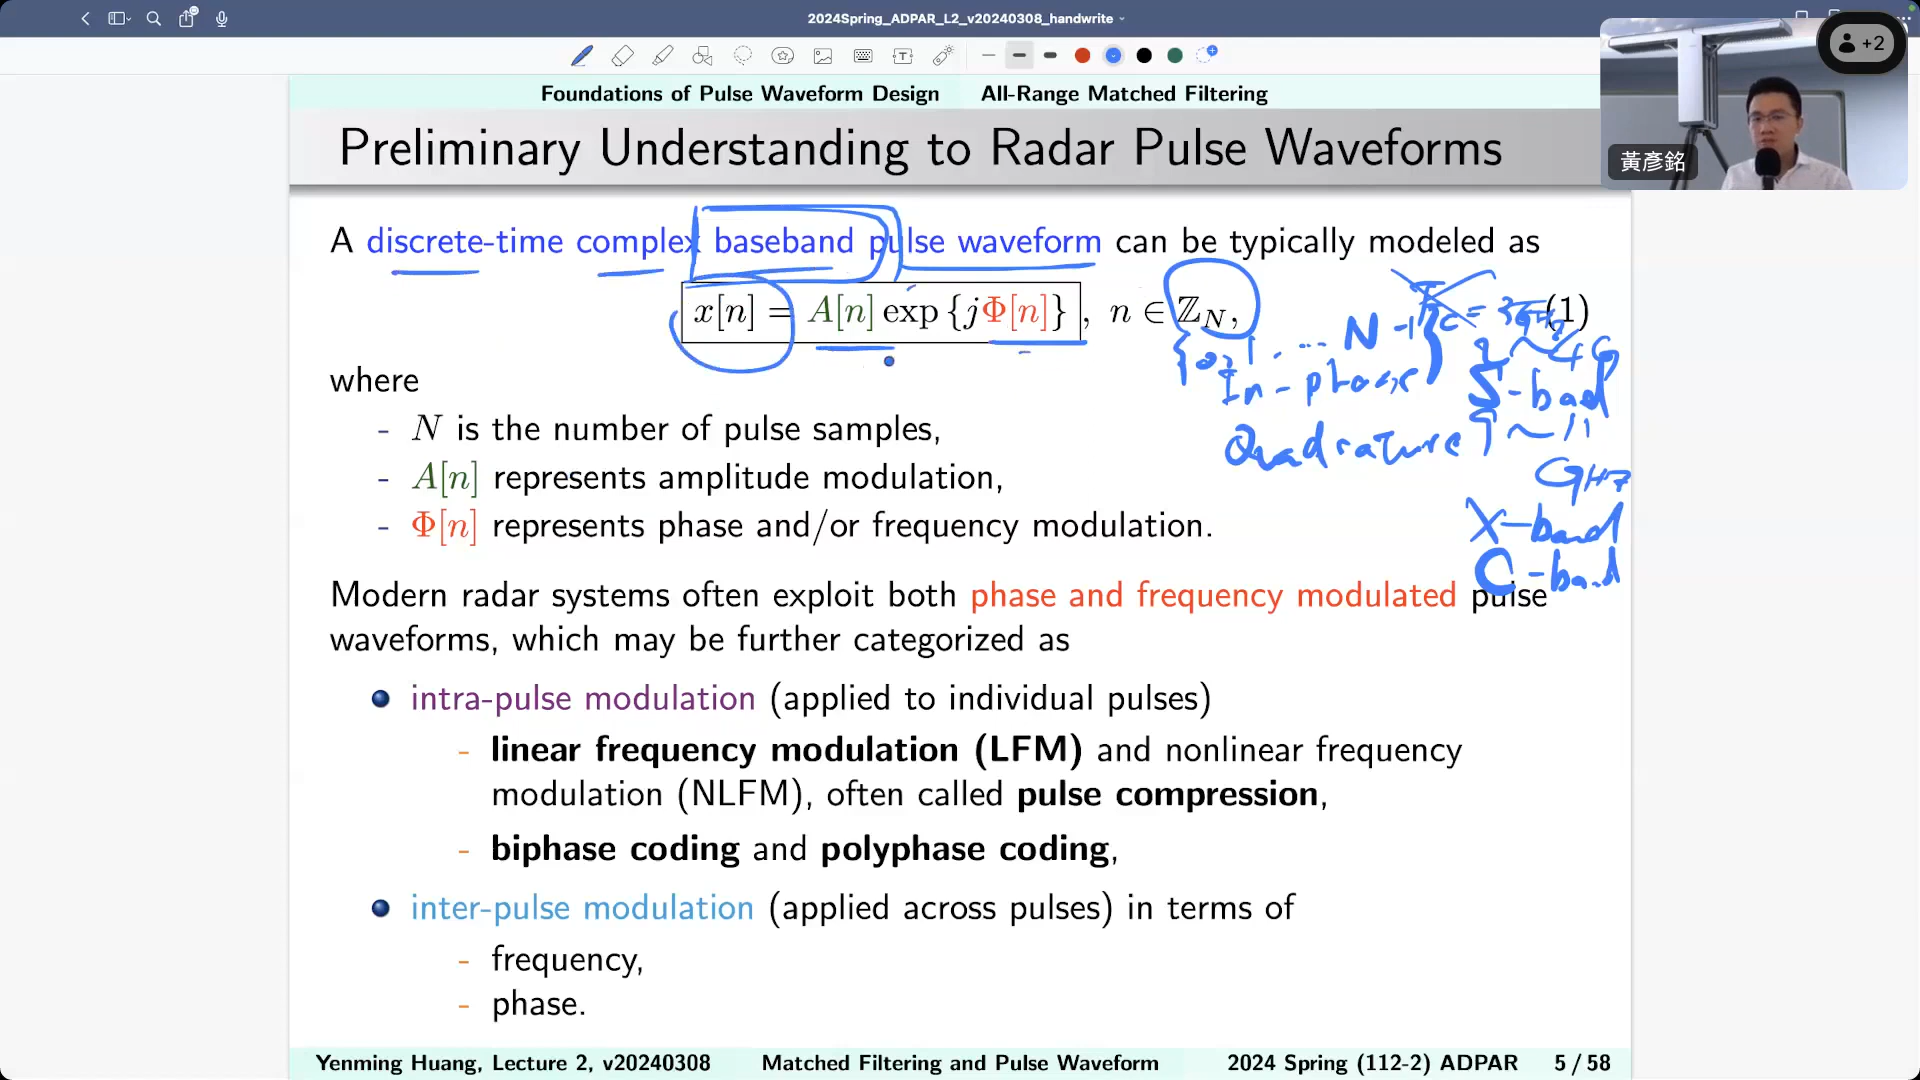 2024Spring_ADPAR_L2_v20240308_handwrite
+2
黃彥銘
Foundations of Pulse Waveform Design All-Range Matched Filtering
Preliminary Understanding to Radar Pulse Waveforms
A discrete-time complex baseband pulse waveform can be typically modeled as
x[n] = A[n] exp {jΦ[n]} , n ∈ ℤ_N, (1)
{0, 1 ... N-1}
In-phase
Quadrature
S-bad
7 ~ 11
GHz
X-band
C-bad
where
- N is the number of pulse samples,
- A[n] represents amplitude modulation,
- Φ[n] represents phase and/or frequency modulation.
Modern radar systems often exploit both phase and frequency modulated pulse
waveforms, which may be further categorized as
intra-pulse modulation (applied to individual pulses)
- linear frequency modulation (LFM) and nonlinear frequency
modulation (NLFM), often called pulse compression,
- biphase coding and polyphase coding,
inter-pulse modulation (applied across pulses) in terms of
- frequency,
- phase.
Yenming Huang, Lecture 2, v20240308 Matched Filtering and Pulse Waveform 2024 Spring (112-2) ADPAR 5 / 58